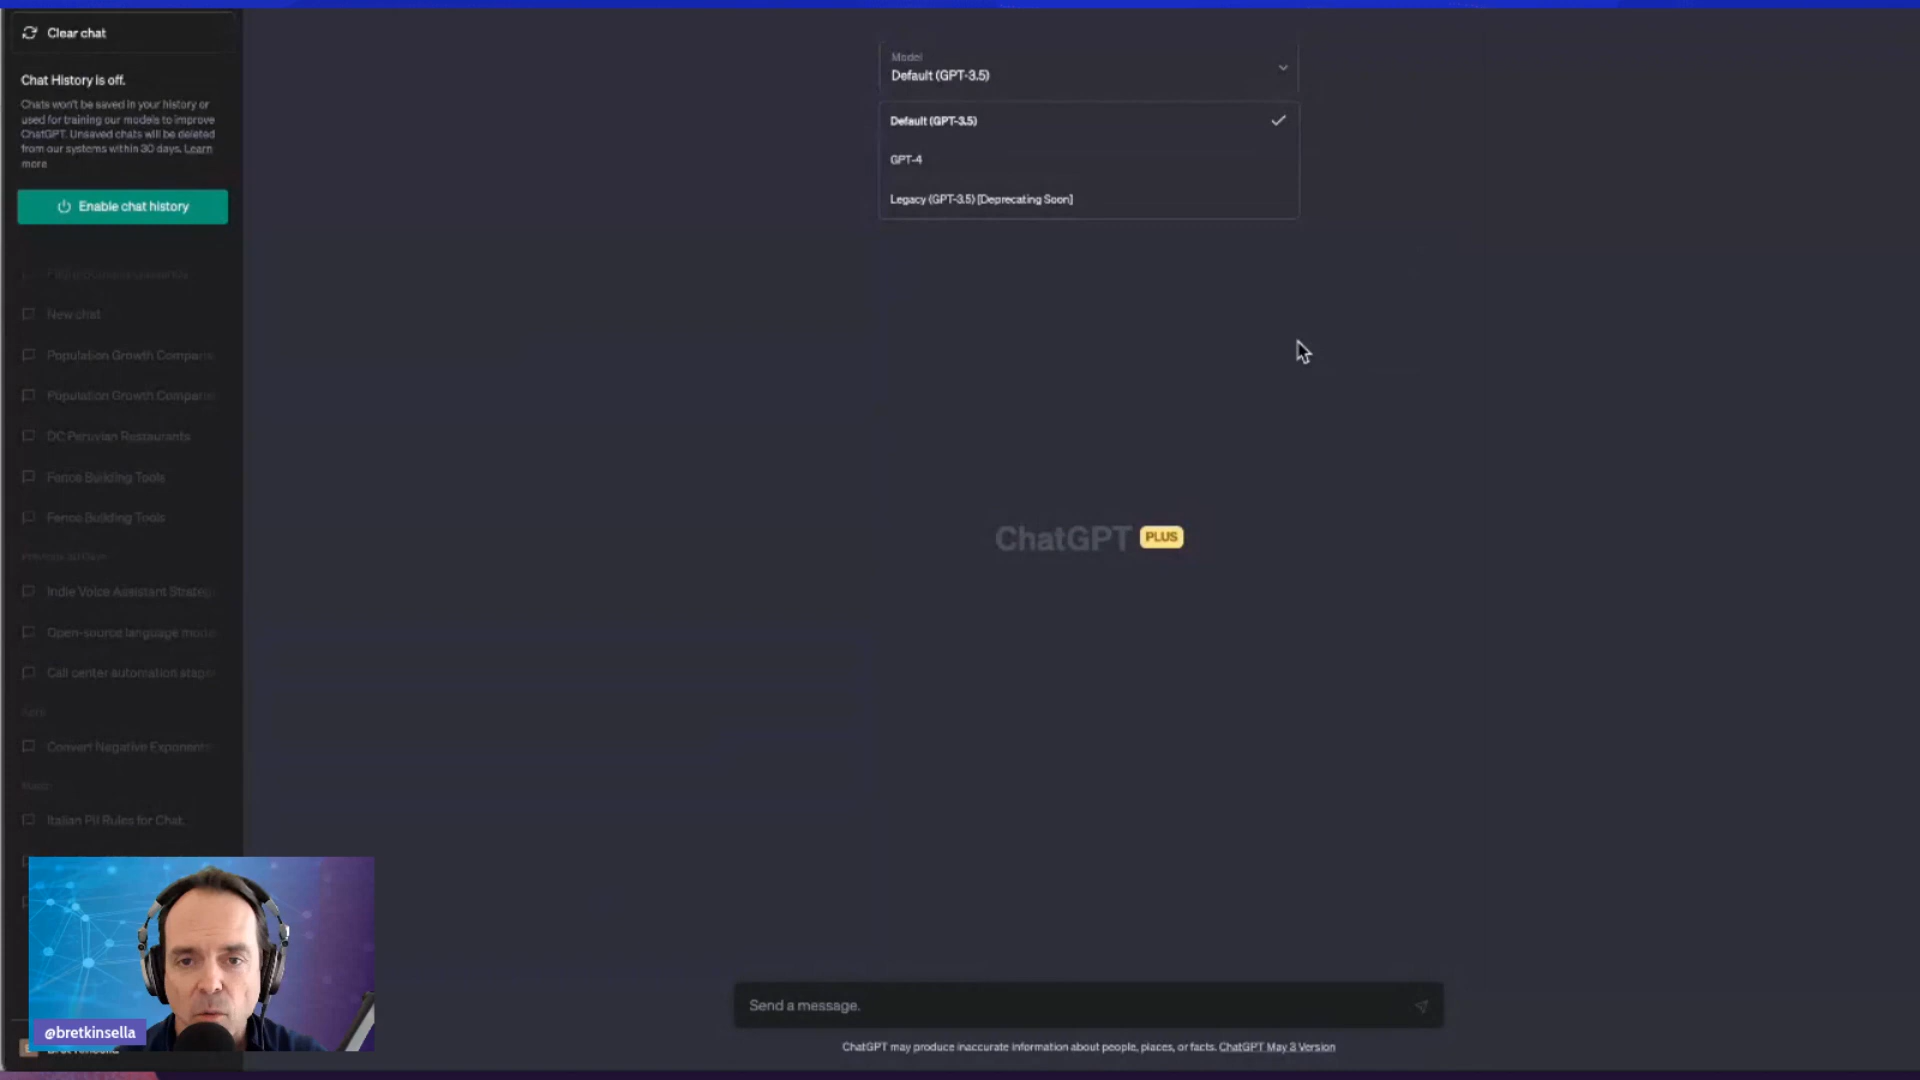 Clear chat
Chat History is off.
Chats won't be saved in your history or
used for training our models to improve
ChatGPT. Unsaved chats will be deleted
from our systems within 30 days. Learn
more
Enable chat history
New chat
Population Growth Compari
Population Growth Compari
DC Peruvian Restaurants
Fence Building Tools
Fence Building Tools
Indie Voice Assistant Strateg
Open-source language mode
Call center automation
Convert Negative Exponents
Italian PII Rules for Chat.
@bretkinsella
Model
Default (GPT-3.5)
Default (GPT-3.5)
GPT-4
Legacy (GPT-3.5) [Deprecating Soon]
ChatGPT PLUS
Send a message.
ChatGPT may produce inaccurate information about people, places, or facts. ChatGPT May 3 Version